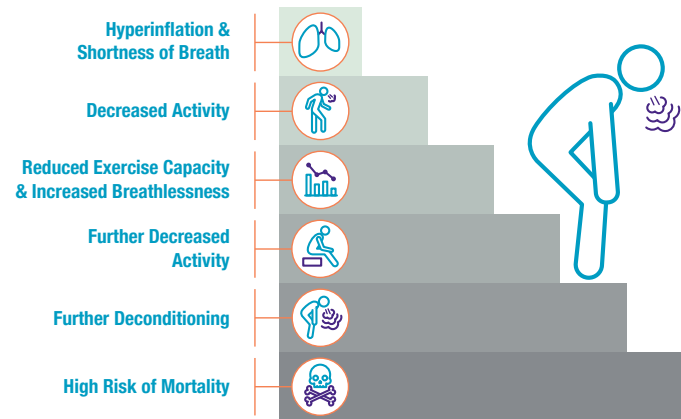 Hyperinflation &
Shortness of Breath
Decreased Activity
Reduced Exercise Capacity
& Increased Breathlessness
Further Decreased
Activity
Further Deconditioning
High Risk of Mortality